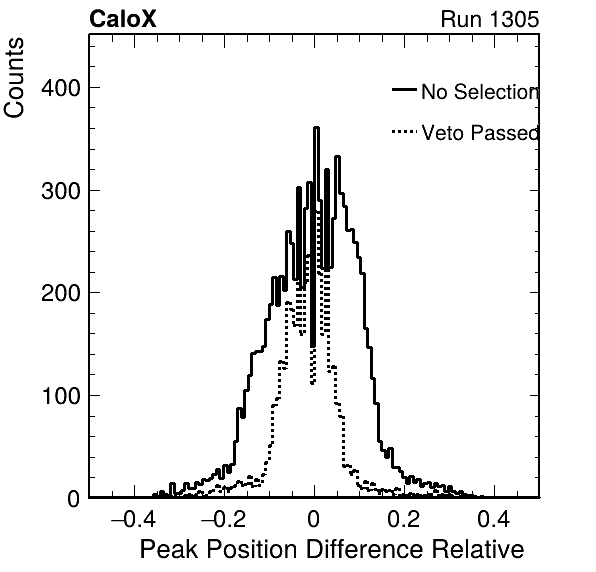 CaloX Run 1305
Counts
400
No Selection
Veto Passed
300
200
100
0
−0.4 −0.2 0 0.2 0.4
Peak Position Difference Relative